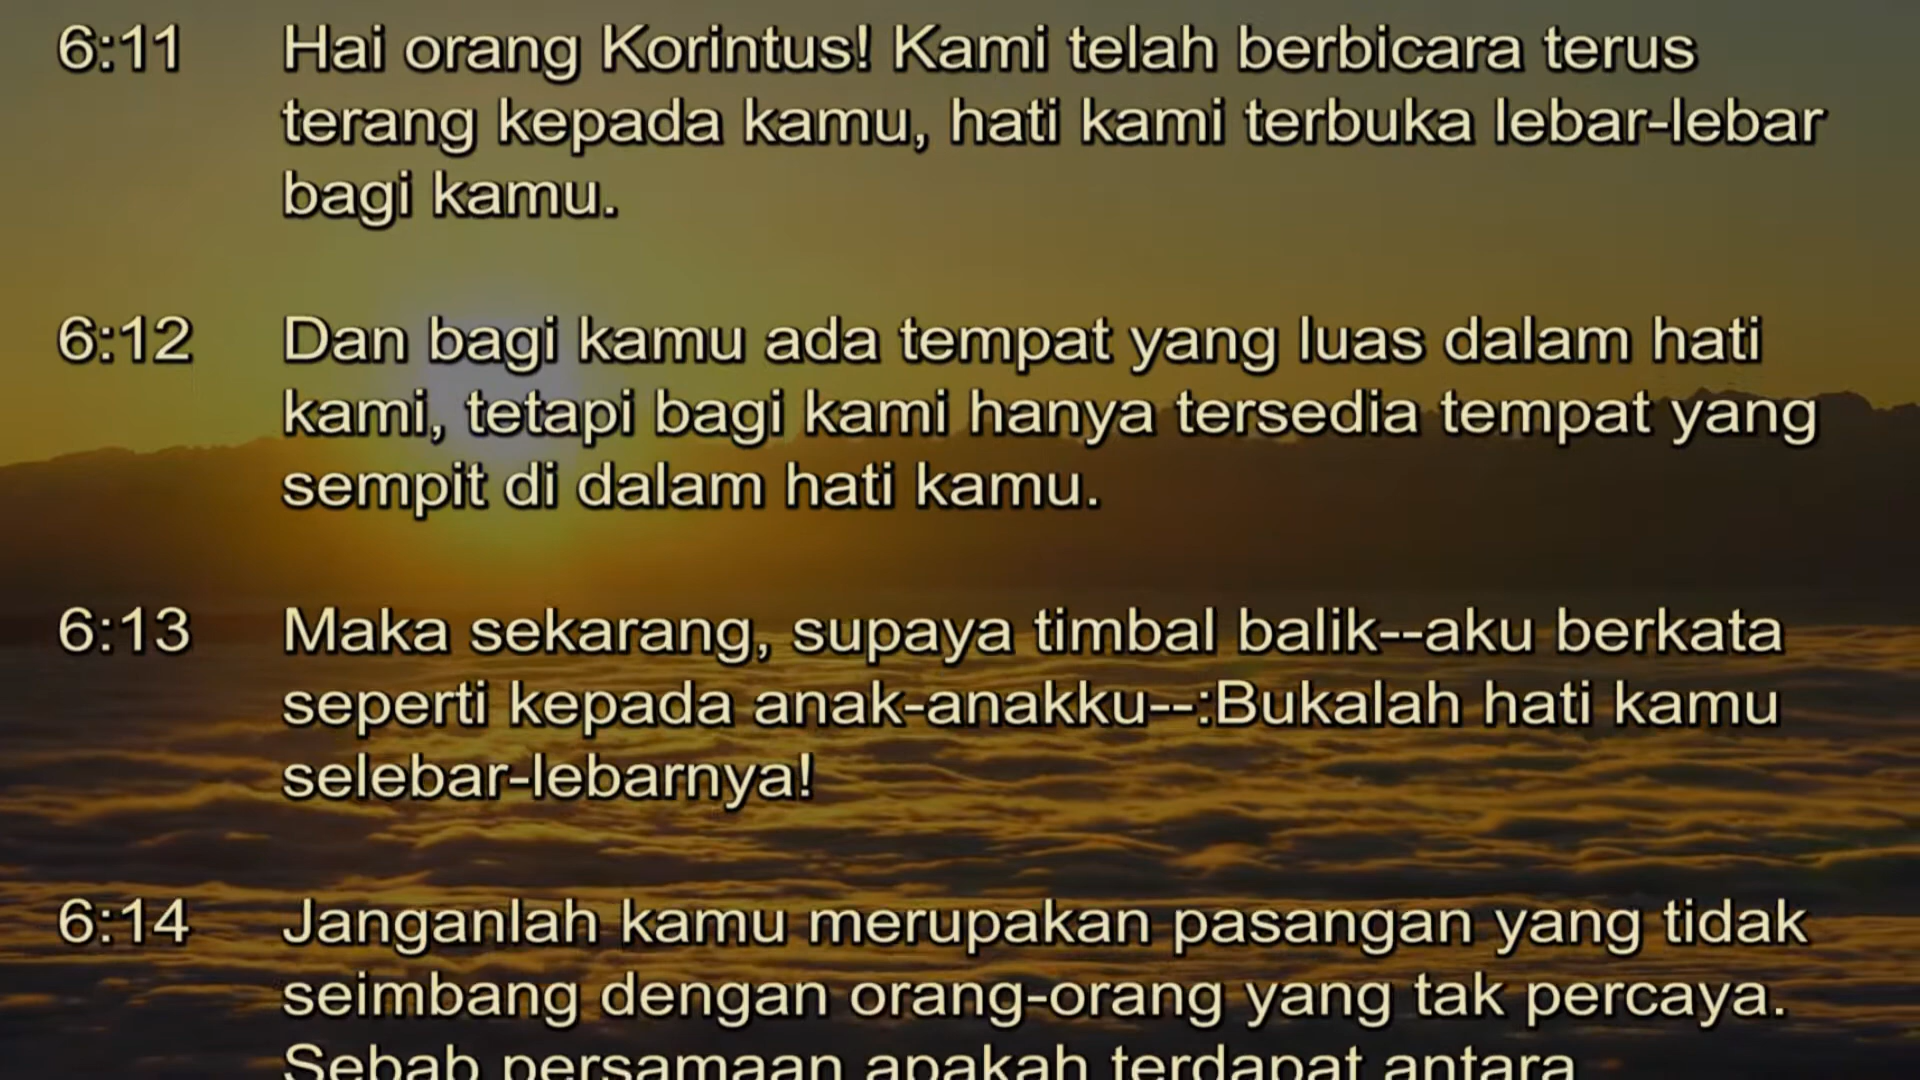 6:11 Hai orang Korintus! Kami telah berbicara terus
terang kepada kamu, hati kami terbuka lebar-lebar
bagi kamu.
6:12 Dan bagi kamu ada tempat yang luas dalam hati
kami, tetapi bagi kami hanya tersedia tempat yang
sempit di dalam hati kamu.
6:13 Maka sekarang, supaya timbal balik--aku berkata
seperti kepada anak-anakku--:Bukalah hati kamu
selebar-lebarnya!
6:14 Janganlah kamu merupakan pasangan yang tidak
seimbang dengan orang-orang yang tak percaya.
Sebab persamaan apakah terdapat antara